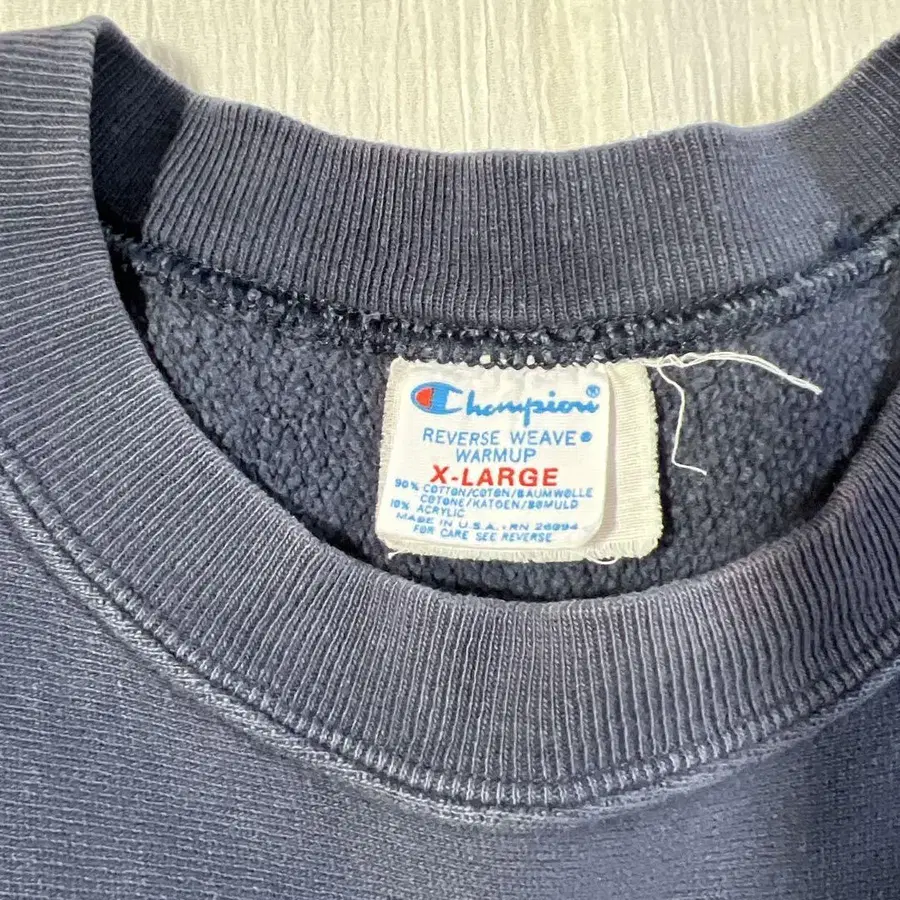 Champion®
REVERSE WEAVE®
WARMUP
X-LARGE
90% COTTON/COTON/BAUMWOLLE
COTONE/KATOEN/BOMULD
10% ACRYLIC
MADE IN U.S.A. RN 26094
FOR CARE SEE REVERSE.